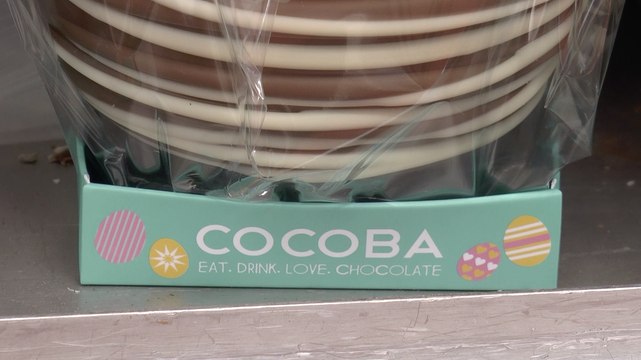 COCOBA
EAT. DRINK. LOVE. CHOCOLATE